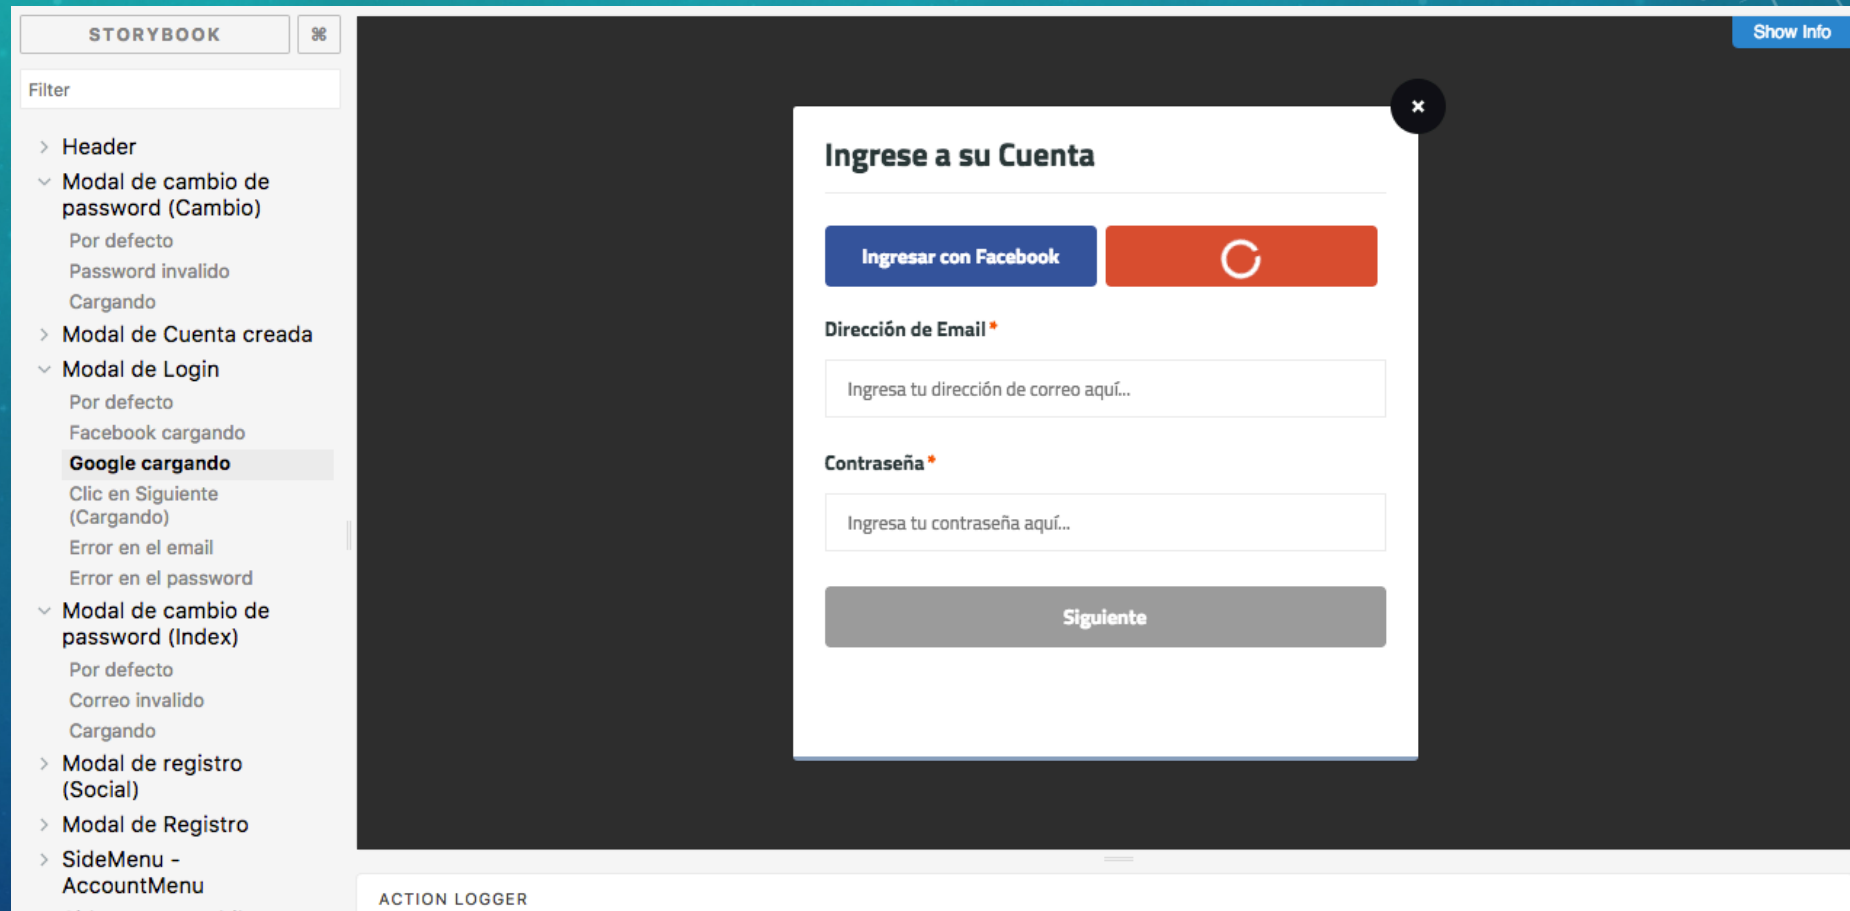 STORYBOOK
⌘
Filter
Header
Modal de cambio de
password (Cambio)
Por defecto
Password invalido
Cargando
Modal de Cuenta creada
Modal de Login
Por defecto
Facebook cargando
Google cargando
Clic en Siguiente
(Cargando)
Error en el email
Error en el password
Modal de cambio de
password (Index)
Por defecto
Correo invalido
Cargando
Modal de registro
(Social)
Modal de Registro
SideMenu -
AccountMenu
Show Info
×
Ingrese a su Cuenta
Ingresar con Facebook
Dirección de Email*
Ingresa tu dirección de correo aquí...
Contraseña*
Ingresa tu contraseña aquí...
Siguiente
ACTION LOGGER